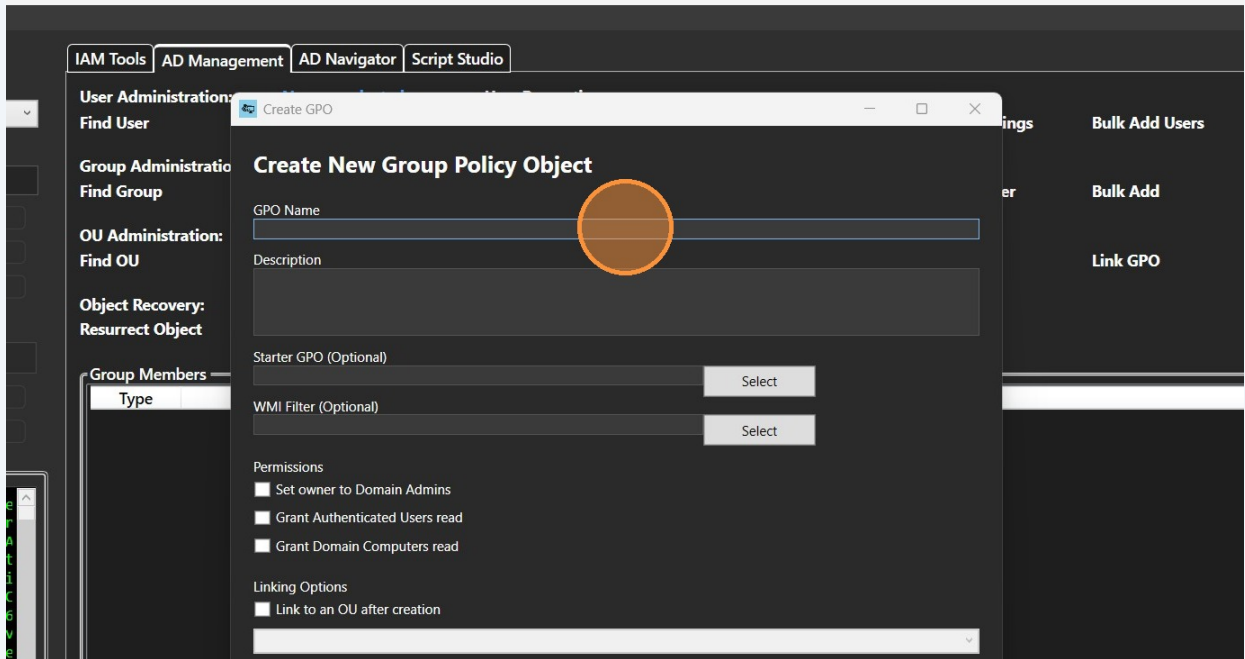 IAM Tools AD Management AD Navigator Script Studio
User Administration:
Create GPO
Find User
ings Bulk Add Users
Create New Group Policy Object
Group Administratio
Find Group
er Bulk Add
GPO Name
OU Administration:
Find OU
Description
Link GPO
Object Recovery:
Resurrect Object
Starter GPO (Optional)
Group Members
Select
Type
WMI Filter (Optional)
Select
Permissions
Set owner to Domain Admins
Grant Authenticated Users read
Grant Domain Computers read
Linking Options
Link to an OU after creation
e
r
A
t
i
C
6
v
e